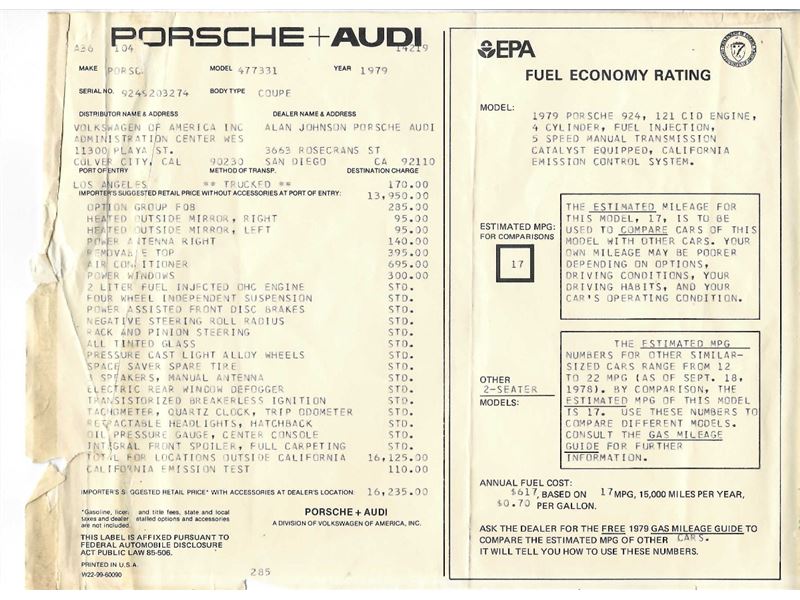 PORSCHE+AUDI
A36 104 14219
MAKE PORSC. MODEL 477331 YEAR 1979
SERIAL NO. 924S203274 BODY TYPE COUPE
DISTRIBUTOR NAME & ADDRESS DEALER NAME & ADDRESS
VOLKSWAGEN OF AMERICA INC ALAN JOHNSON PORSCHE AUDI
ADMINISTRATION CENTER WES
11300 PLAYA ST. 3663 ROSECRANS ST
CULVER CITY, CAL 90230 SAN DIEGO CA 92110
PORT OF ENTRY METHOD OF TRANSP. DESTINATION CHARGE
LOS ANGELES ** TRUCKED ** 170.00
IMPORTER'S SUGGESTED RETAIL PRICE WITHOUT ACCESSORIES AT PORT OF ENTRY: 13,950.00
OPTION GROUP F08 285.00
HEATED OUTSIDE MIRROR, RIGHT 95.00
HEATED OUTSIDE MIRROR, LEFT 95.00
POWER ANTENNA RIGHT 140.00
REMOVABLE TOP 395.00
AIR CONDITIONER 695.00
POWER WINDOWS 300.00
2 LITER FUEL INJECTED OHC ENGINE STD.
FOUR WHEEL INDEPENDENT SUSPENSION STD.
POWER ASSISTED FRONT DISC BRAKES STD.
NEGATIVE STEERING ROLL RADIUS STD.
RACK AND PINION STEERING STD.
ALL TINTED GLASS STD.
PRESSURE CAST LIGHT ALLOY WHEELS STD.
SPACE SAVER SPARE TIRE STD.
3 SPEAKERS, MANUAL ANTENNA STD.
ELECTRIC REAR WINDOW DEFOGGER STD.
TRANSISTORIZED BREAKERLESS IGNITION STD.
TACHOMETER, QUARTZ CLOCK, TRIP ODOMETER STD.
RETRACTABLE HEADLIGHTS, HATCHBACK STD.
OIL PRESSURE GAUGE, CENTER CONSOLE STD.
INTEGRAL FRONT SPOILER, FULL CARPETING STD.
TOTAL FOR LOCATIONS OUTSIDE CALIFORNIA 16,125.00
CALIFORNIA EMISSION TEST 110.00
IMPORTER'S SUGGESTED RETAIL PRICE* WITH ACCESSORIES AT DEALER'S LOCATION: 16,235.00
*Gasoline, licen and title fees, state and local
taxes and dealer stalled options and accessories
are not included.
PORSCHE + AUDI
A DIVISION OF VOLKSWAGEN OF AMERICA, INC.
THIS LABEL IS AFFIXED PURSUANT TO
FEDERAL AUTOMOBILE DISCLOSURE
ACT PUBLIC LAW 85-506.
PRINTED IN U.S.A.
W22-99-60090
285
EPA
FUEL ECONOMY RATING
MODEL:
1979 PORSCHE 924, 121 CID ENGINE,
4 CYLINDER, FUEL INJECTION,
5 SPEED MANUAL TRANSMISSION
CATALYST EQUIPPED, CALIFORNIA
EMISSION CONTROL SYSTEM.
ESTIMATED MPG:
FOR COMPARISONS
17
THE ESTIMATED MILEAGE FOR
THIS MODEL, 17, IS TO BE
USED TO COMPARE CARS OF THIS
MODEL WITH OTHER CARS. YOUR
OWN MILEAGE MAY BE POORER
DEPENDING ON OPTIONS,
DRIVING CONDITIONS, YOUR
DRIVING HABITS, AND YOUR
CAR'S OPERATING CONDITION.
OTHER
2-SEATER
MODELS:
THE ESTIMATED MPG
NUMBERS FOR OTHER SIMILAR-
SIZED CARS RANGE FROM 12
TO 22 MPG (AS OF SEPT. 18,
1978). BY COMPARISON, THE
ESTIMATED MPG OF THIS MODEL
IS 17. USE THESE NUMBERS TO
COMPARE DIFFERENT MODELS.
CONSULT THE GAS MILEAGE
GUIDE FOR FURTHER
INFORMATION.
ANNUAL FUEL COST:
$617, BASED ON 17 MPG, 15,000 MILES PER YEAR,
$0.70 PER GALLON.
ASK THE DEALER FOR THE FREE 1979 GAS MILEAGE GUIDE TO
COMPARE THE ESTIMATED MPG OF OTHER CARS.
IT WILL TELL YOU HOW TO USE THESE NUMBERS.